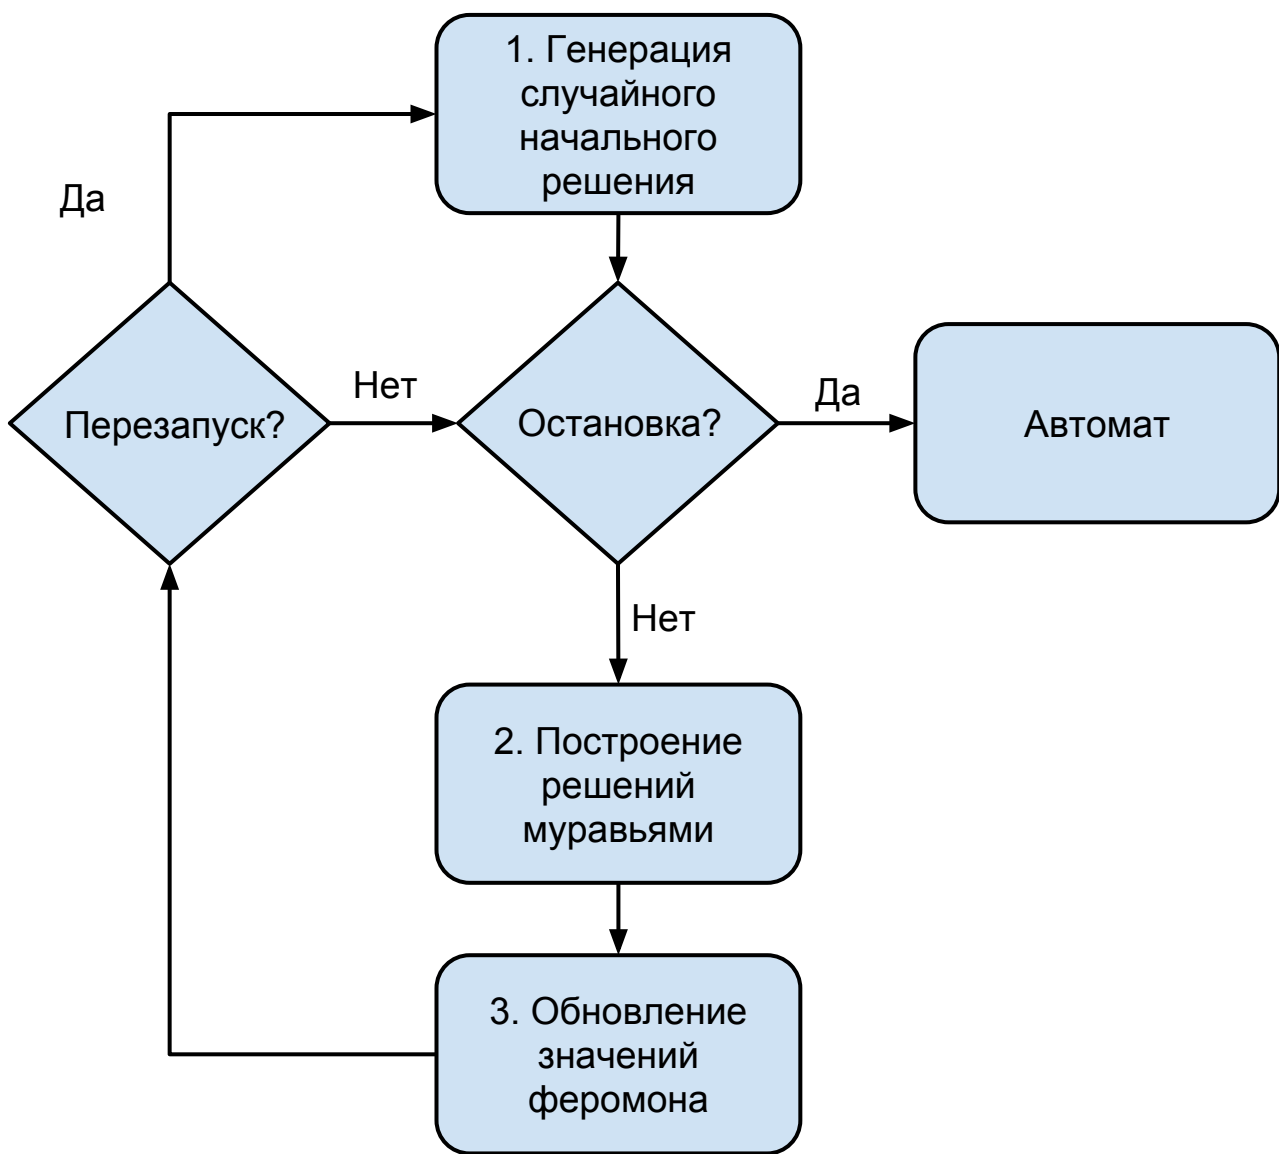 1. Генерация
случайного
начального
решения
Да
Перезапуск?
Нет
Остановка?
Да
Автомат
Нет
2. Построение
решений
муравьями
3. Обновление
значений
феромона